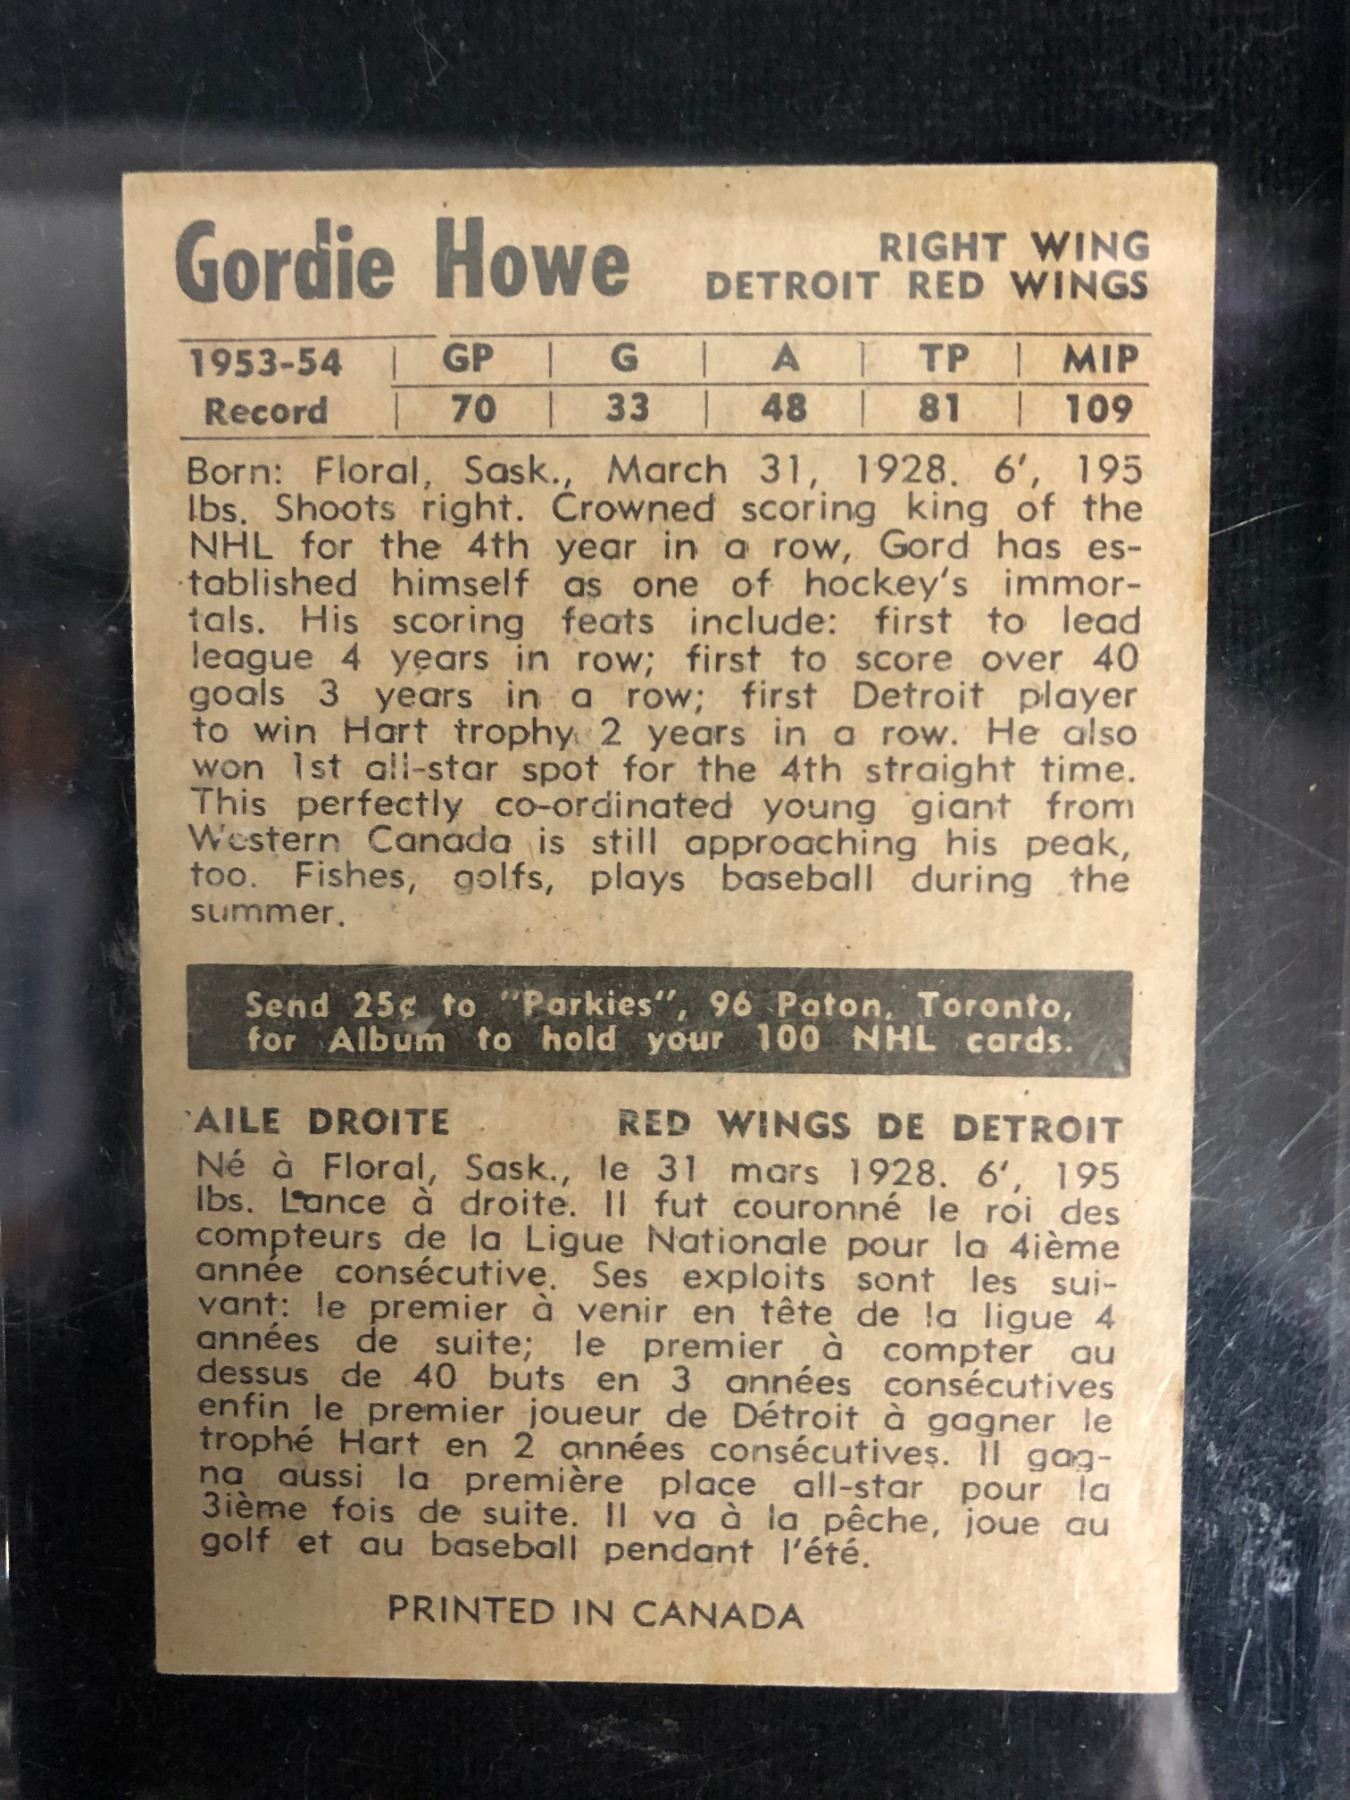 Gordie Howe
RIGHT WING
DETROIT RED WINGS
1953-54 | GP | G | A | TP | MIP
Record | 70 | 33 | 48 | 81 | 109
Born: Floral, Sask., March 31, 1928. 6', 195
lbs. Shoots right. Crowned scoring king of the
NHL for the 4th year in a row, Gord has es-
tablished himself as one of hockey's immor-
tals. His scoring feats include: first to lead
league 4 years in row; first to score over 40
goals 3 years in a row; first Detroit player
to win Hart trophy 2 years in a row. He also
won 1st all-star spot for the 4th straight time.
This perfectly co-ordinated young giant from
Western Canada is still approaching his peak,
too. Fishes, golfs, plays baseball during the
summer.
Send 25¢ to "Parkies", 96 Paton, Toronto,
for Album to hold your 100 NHL cards.
AILE DROITE RED WINGS DE DETROIT
Né à Floral, Sask., le 31 mars 1928. 6', 195
lbs. Lance à droite. Il fut couronné le roi des
compteurs de la Ligue Nationale pour la 4ième
année consécutive. Ses exploits sont les sui-
vant: le premier à venir en tête de la ligue 4
années de suite; le premier à compter au
dessus de 40 buts en 3 années consécutives
enfin le premier joueur de Détroit à gagner le
trophé Hart en 2 années consécutives. Il gag-
na aussi la première place all-star pour la
3ième fois de suite. Il va à la pêche, joue au
golf et au baseball pendant l'été.
PRINTED IN CANADA